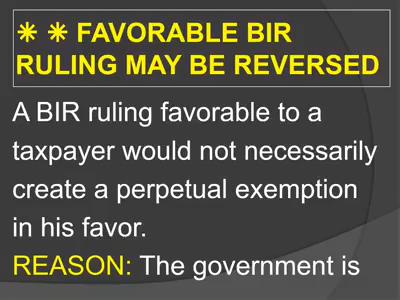 ✳ ✳ FAVORABLE BIR
RULING MAY BE REVERSED
A BIR ruling favorable to a
taxpayer would not necessarily
create a perpetual exemption
in his favor.
REASON: The government is